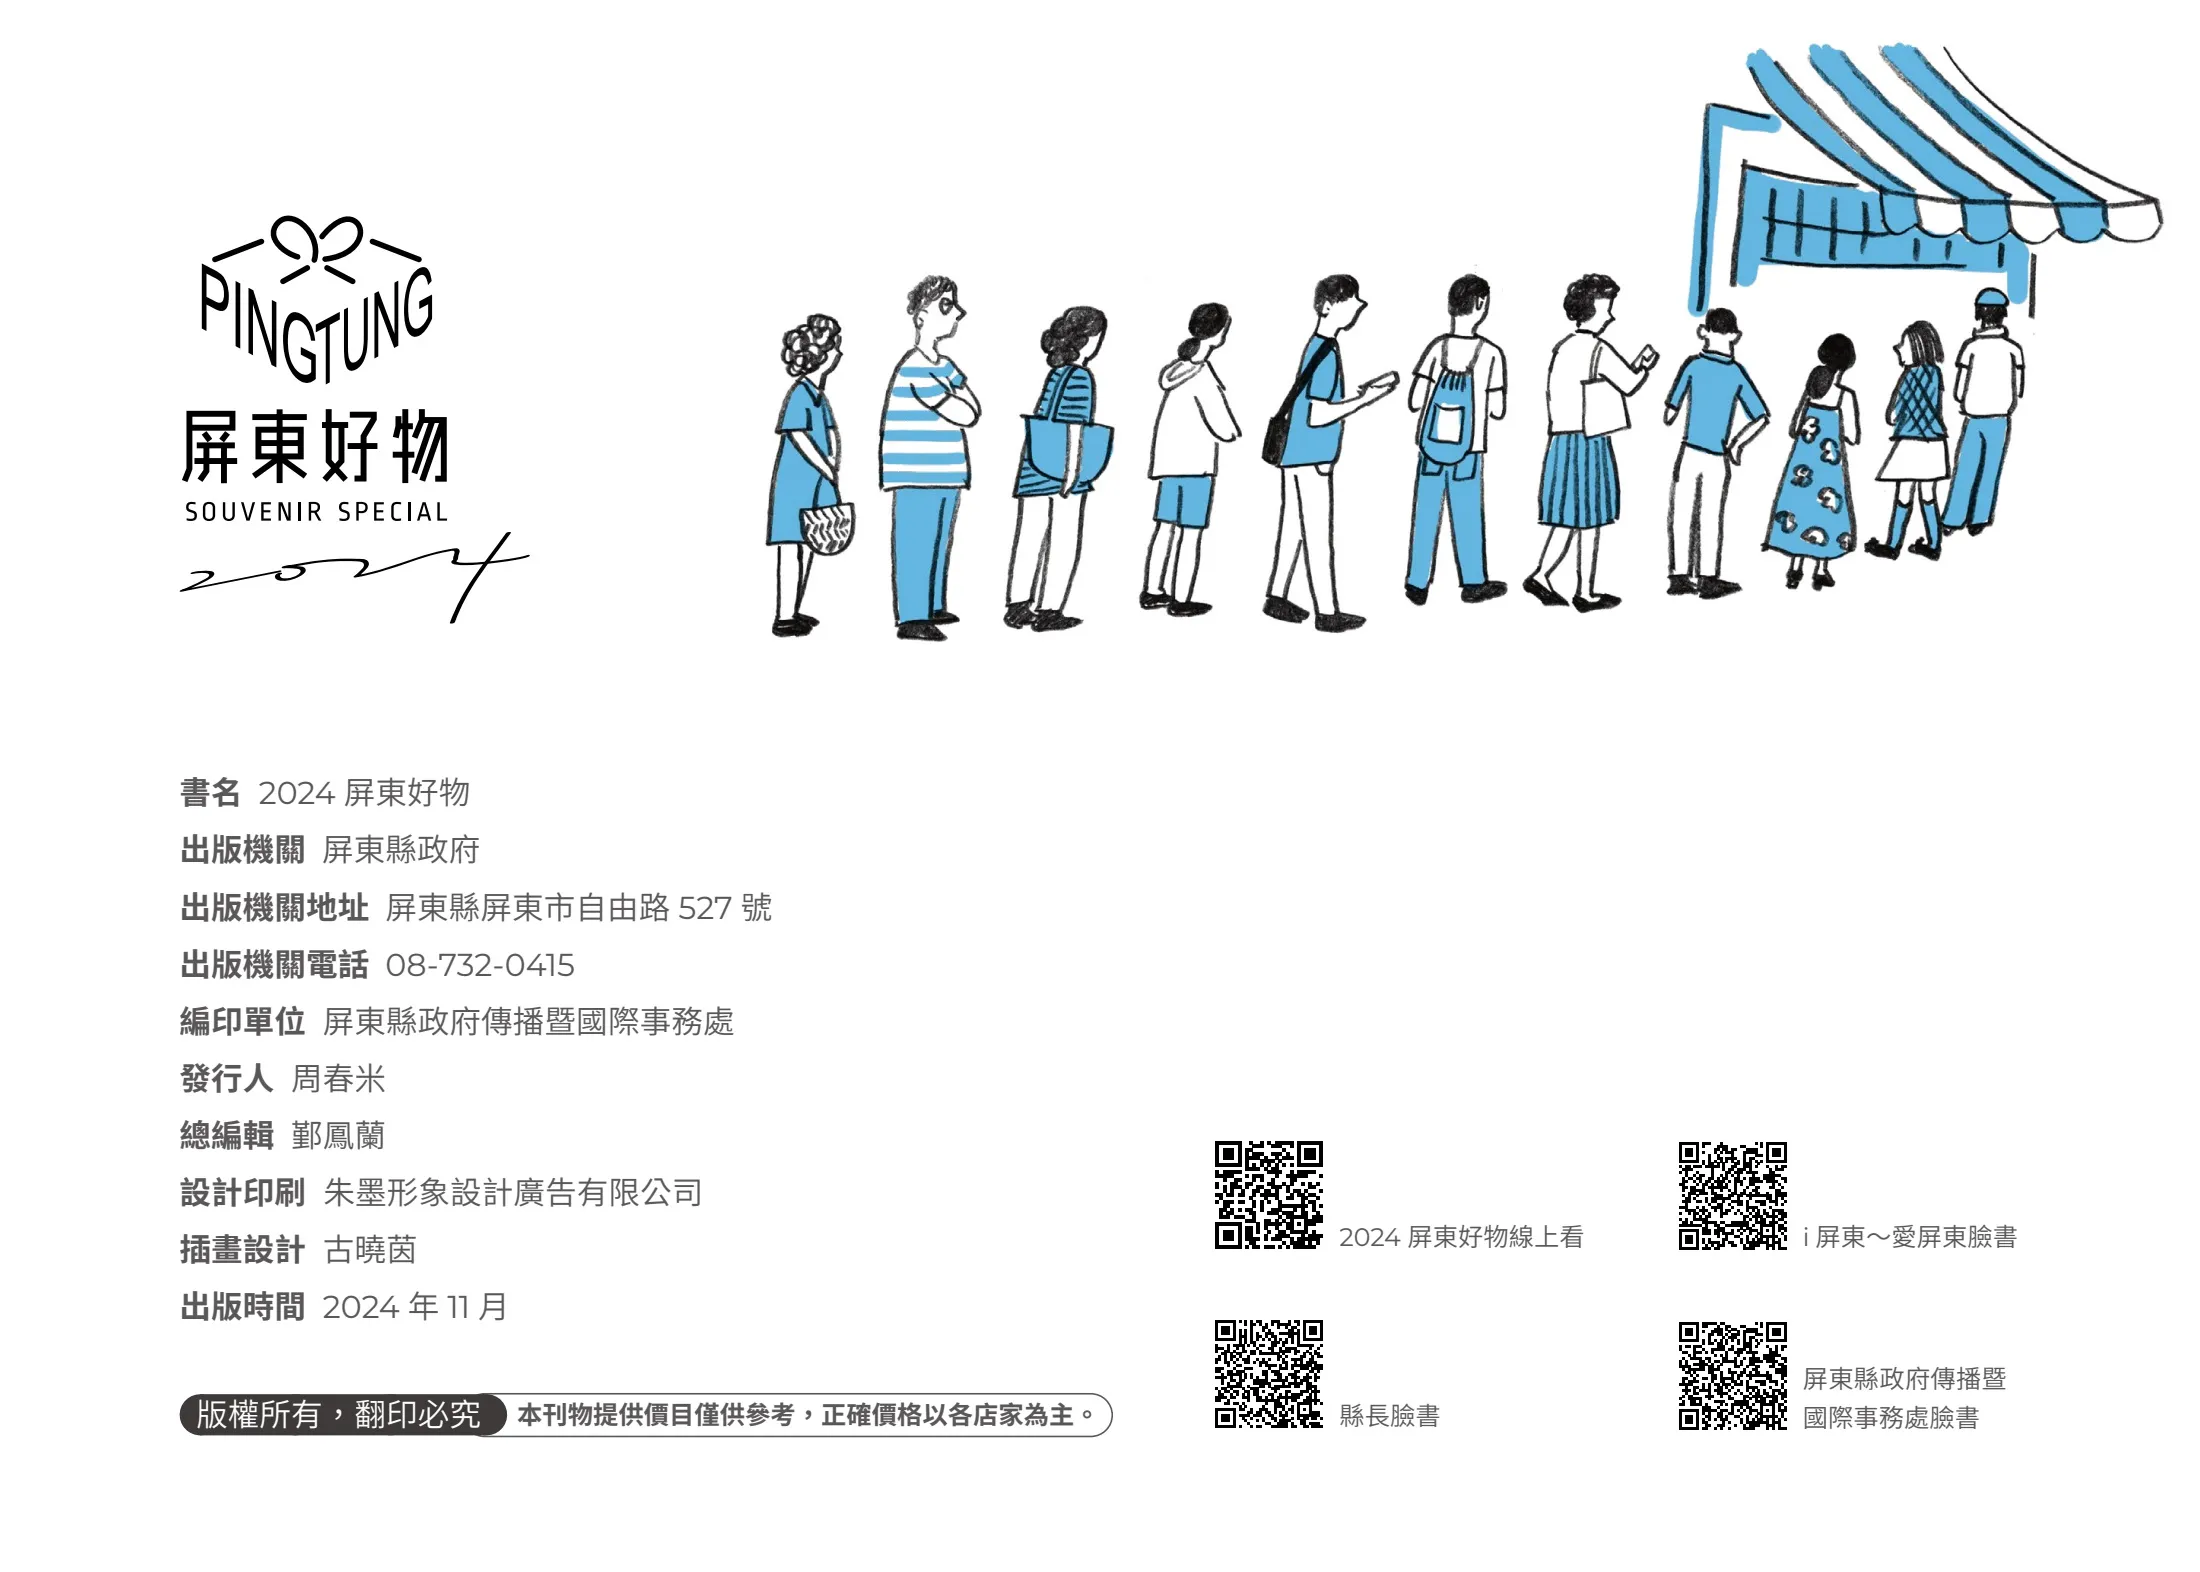 PINGTUNG
屏東好物
SOUVENIR SPECIAL
2024
書名 2024 屏東好物
出版機關 屏東縣政府
出版機關地址 屏東縣屏東市自由路 527 號
出版機關電話 08-732-0415
編印單位 屏東縣政府傳播暨國際事務處
發行人 周春米
總編輯 鄞鳳蘭
設計印刷 朱墨形象設計廣告有限公司
插畫設計 古曉茵
出版時間 2024 年 11 月
版權所有，翻印必究 本刊物提供價目僅供參考，正確價格以各店家為主。
2024 屏東好物線上看
i 屏東～愛屏東臉書
縣長臉書
屏東縣政府傳播暨
國際事務處臉書